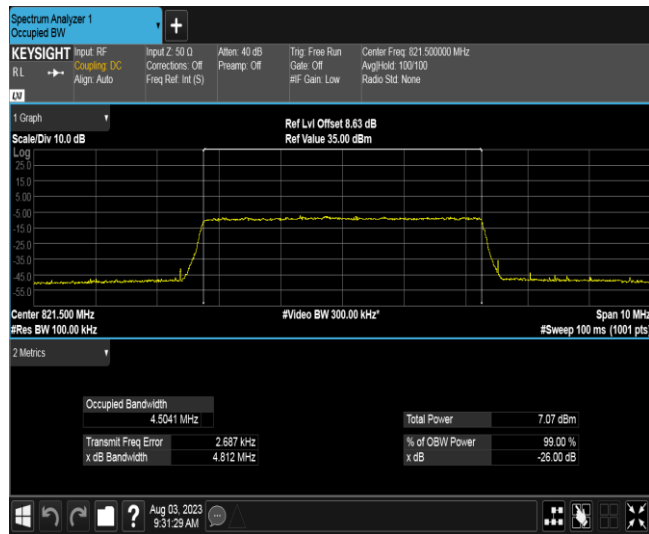 Spectrum Analyzer 1
Occupied BW
+
KEYSIGHT Input: RF Input Z: 50 Ω Atten: 40 dB Trig: Free Run Center Freq: 821.500000 MHz
RL Coupling: DC Corrections: Off Preamp: Off Gate: Off Avg|Hold: 100/100
Align: Auto Freq Ref: Int (S) #IF Gain: Low Radio Std: None
LXI
1 Graph
Ref Lvl Offset 8.63 dB
Scale/Div 10.0 dB Ref Value 35.00 dBm
Log
25.0
15.0
5.00
-5.00
-15.0
-25.0
-35.0
-45.0
-55.0
Center 821.500 MHz #Video BW 300.00 kHz* Span 10 MHz
#Res BW 100.00 kHz #Sweep 100 ms (1001 pts)
2 Metrics
Occupied Bandwidth
4.5041 MHz Total Power 7.07 dBm
Transmit Freq Error 2.687 kHz % of OBW Power 99.00 %
x dB Bandwidth 4.812 MHz x dB -26.00 dB
? Aug 03, 2023
9:31:29 AM